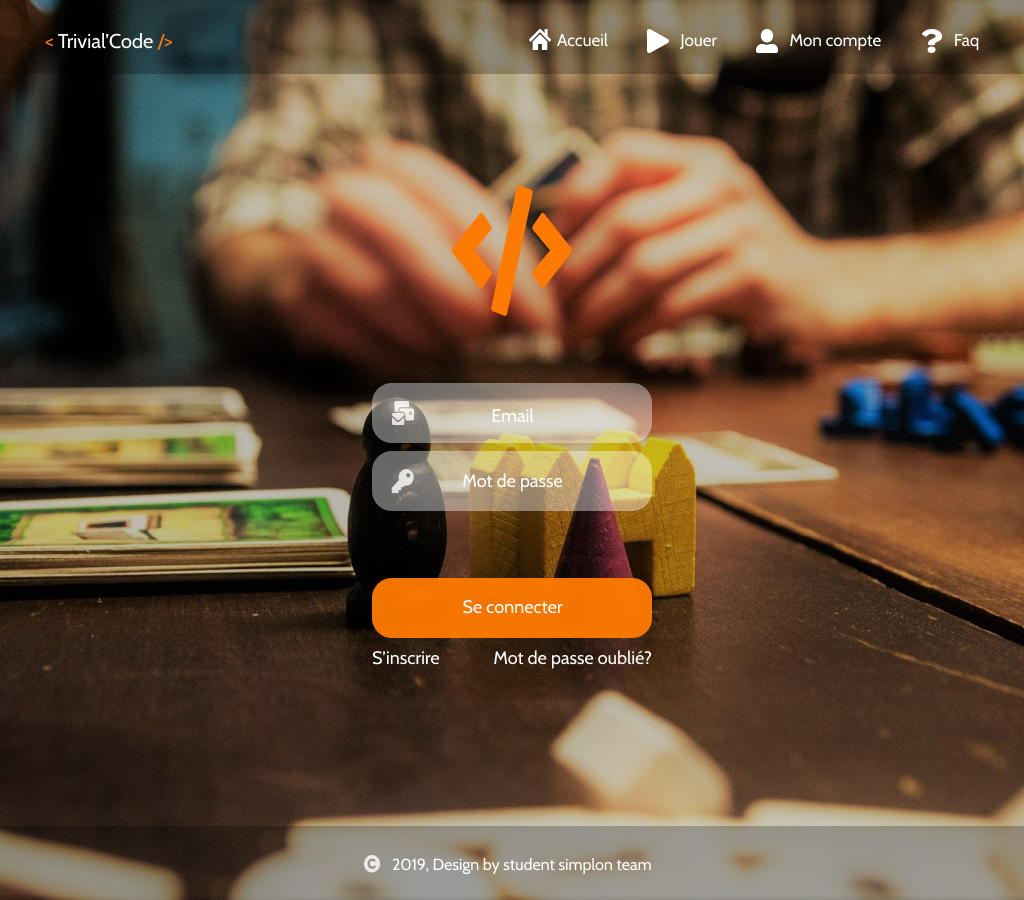 < Trivial'Code />
Accueil
Jouer
Mon compte
Faq
</>
Email
Mot de passe
Se connecter
S'inscrire
Mot de passe oublié?
© 2019, Design by student simplon team